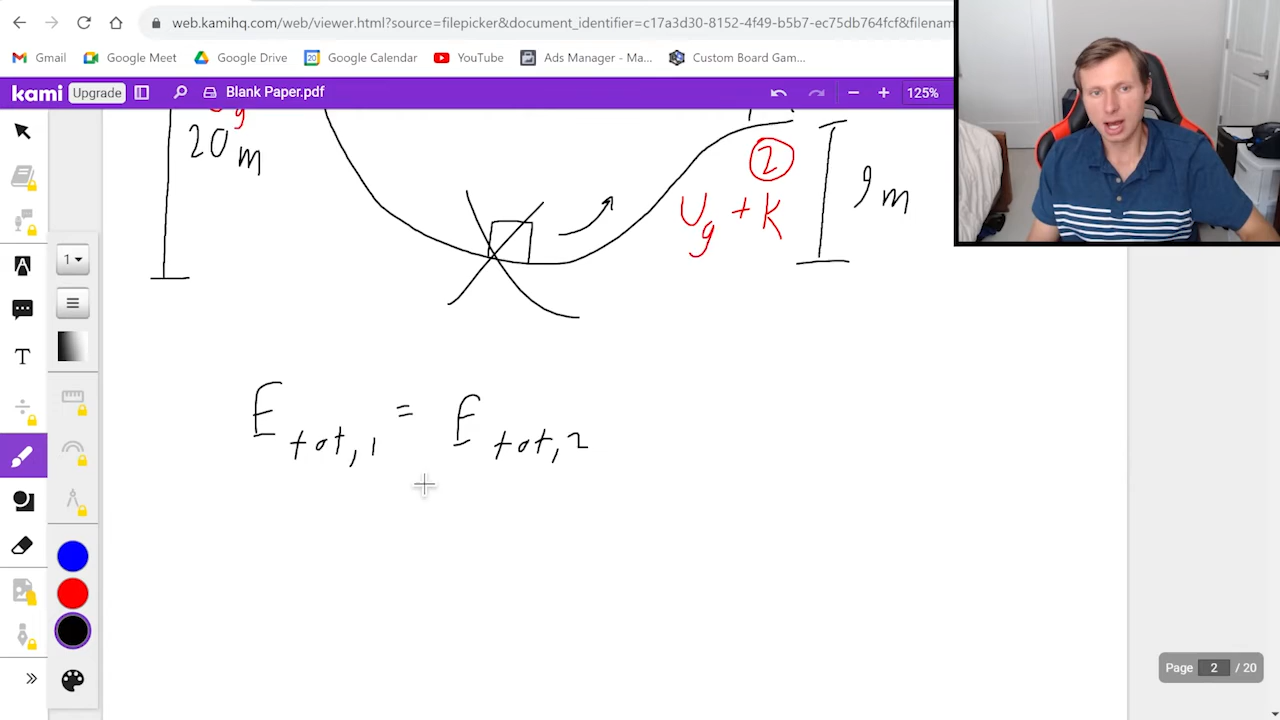 web.kamihq.com/web/viewer.html?source=filepicker&document_identifier=c17a3d30-8152-4f49-b5b7-ec75db764fcf&filenam
Gmail Google Meet Google Drive Google Calendar YouTube Ads Manager - Ma... Custom Board Gam...
kami Upgrade Blank Paper.pdf 125%
20 m
2
9 m
Ug + K
1
T
E tot,1 = E tot,2
Page 2 / 20